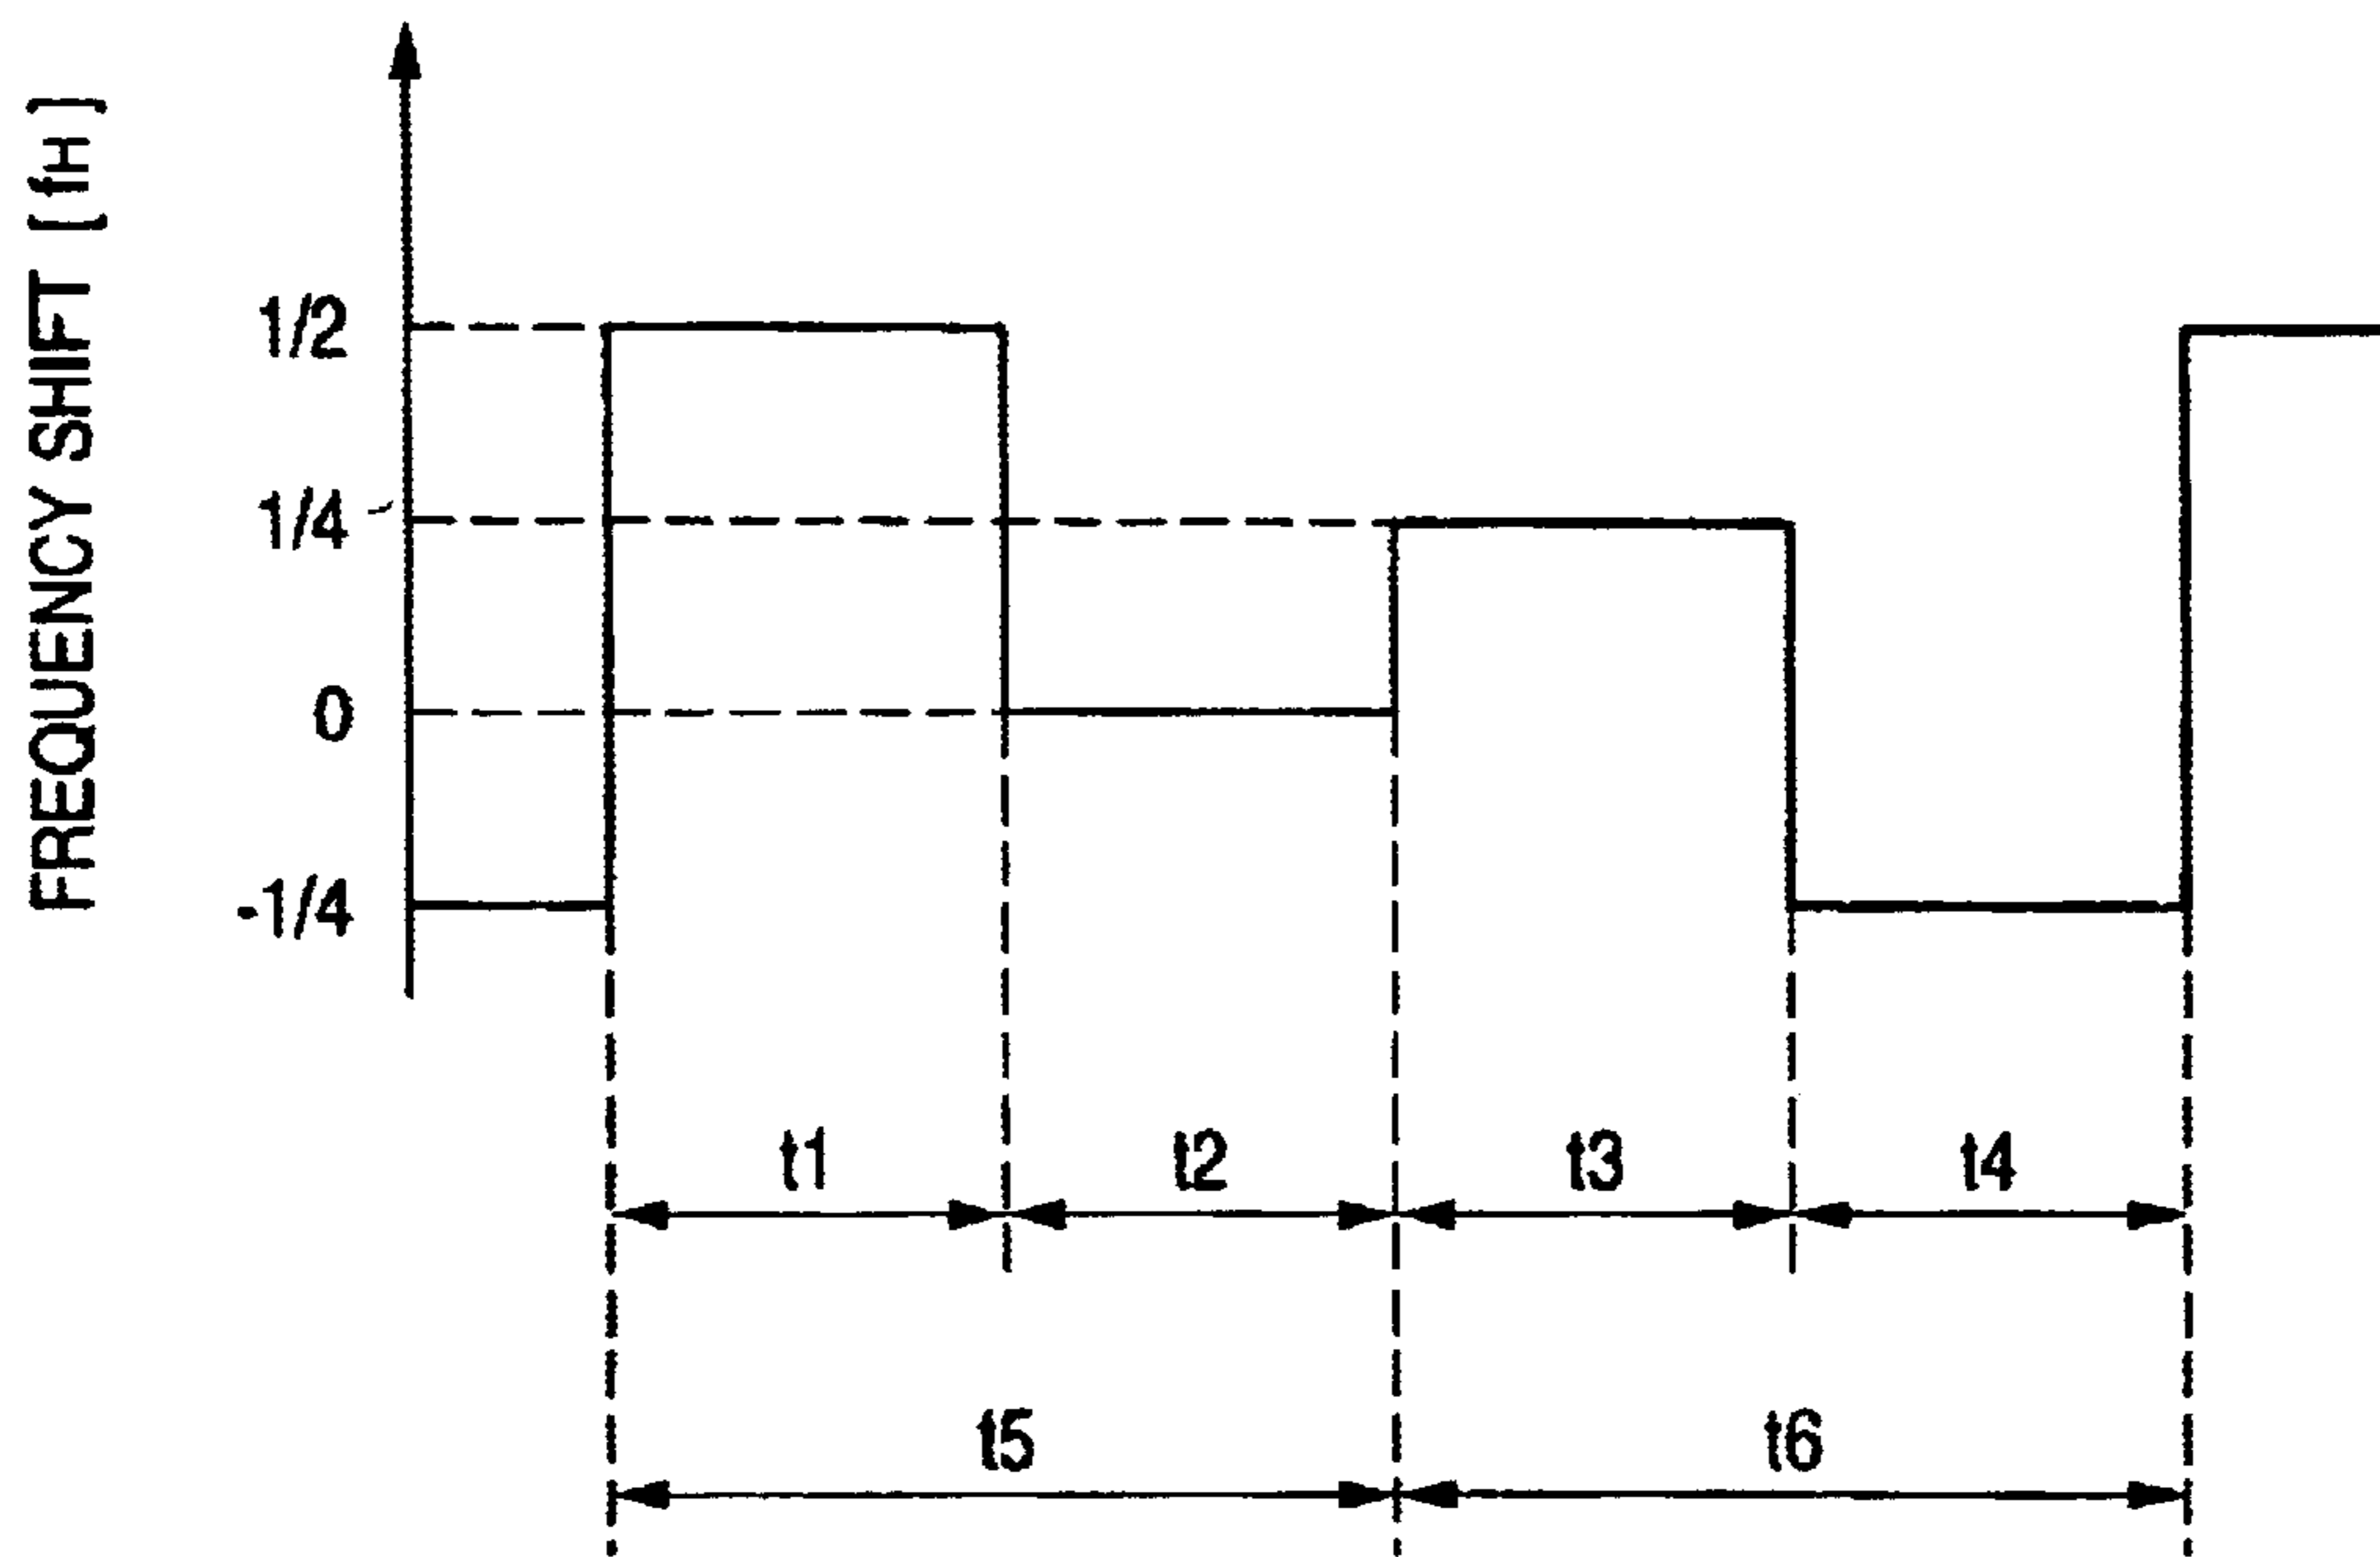 FREQUENCY SHIFT [fH]
1/2
1/4
0
-1/4
t1 t2 t3 t4
t5 t6